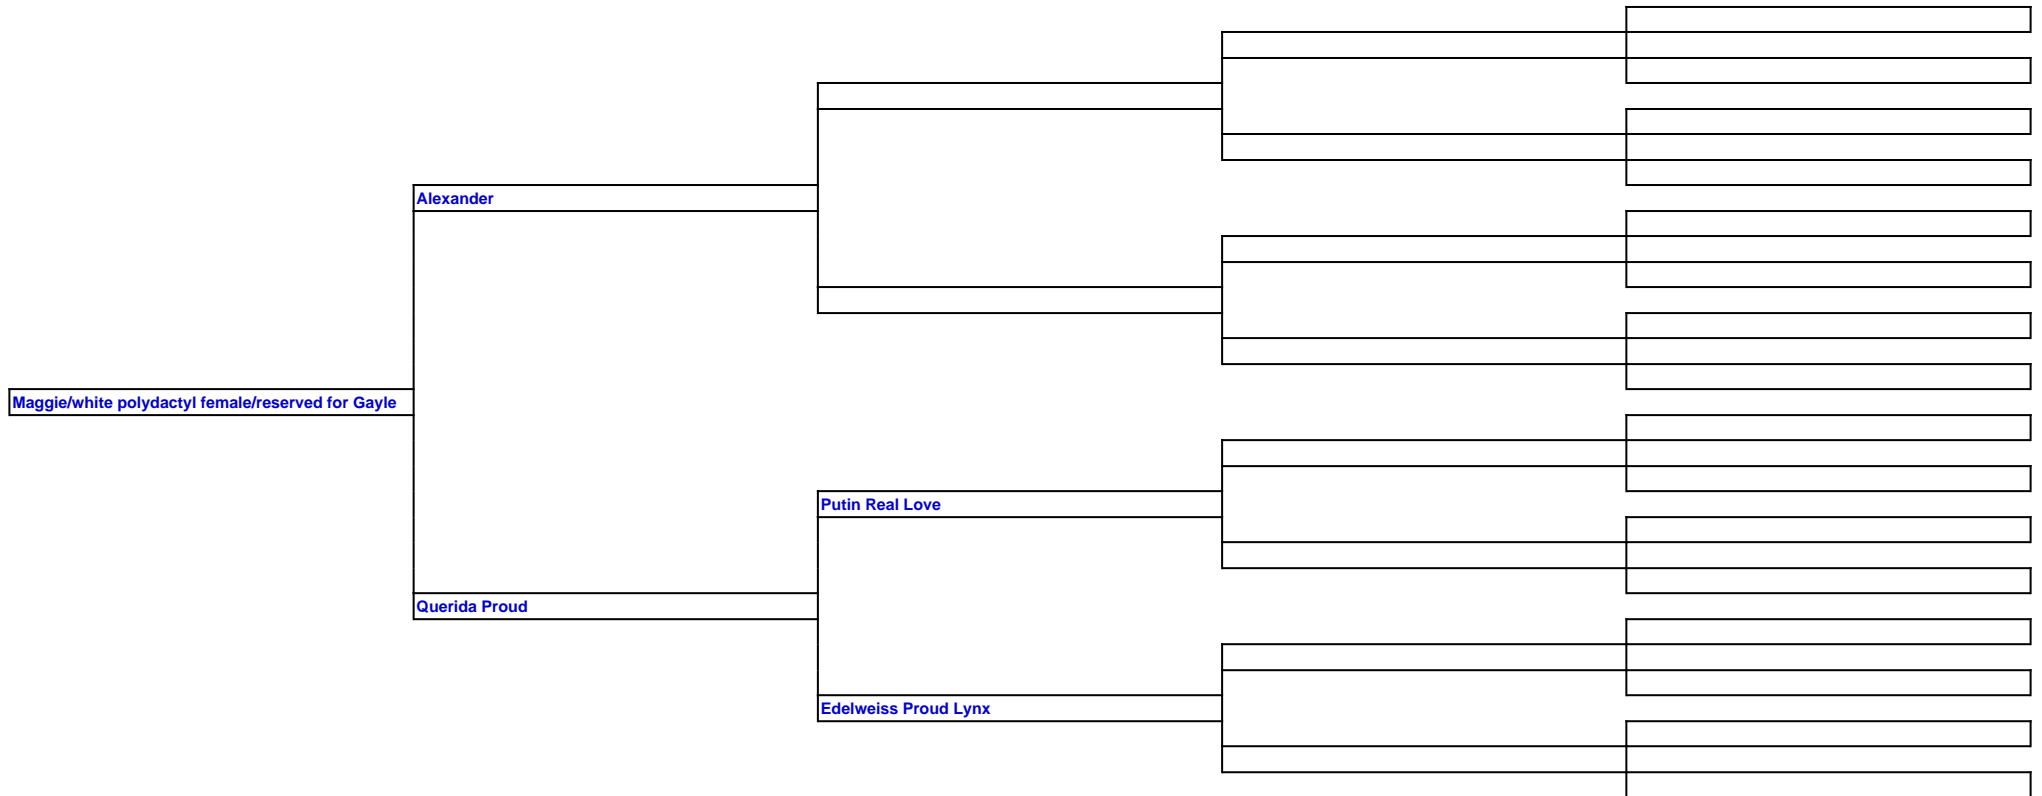 Alexander
Maggie/white polydactyl female/reserved for Gayle
Putin Real Love
Querida Proud
Edelweiss Proud Lynx